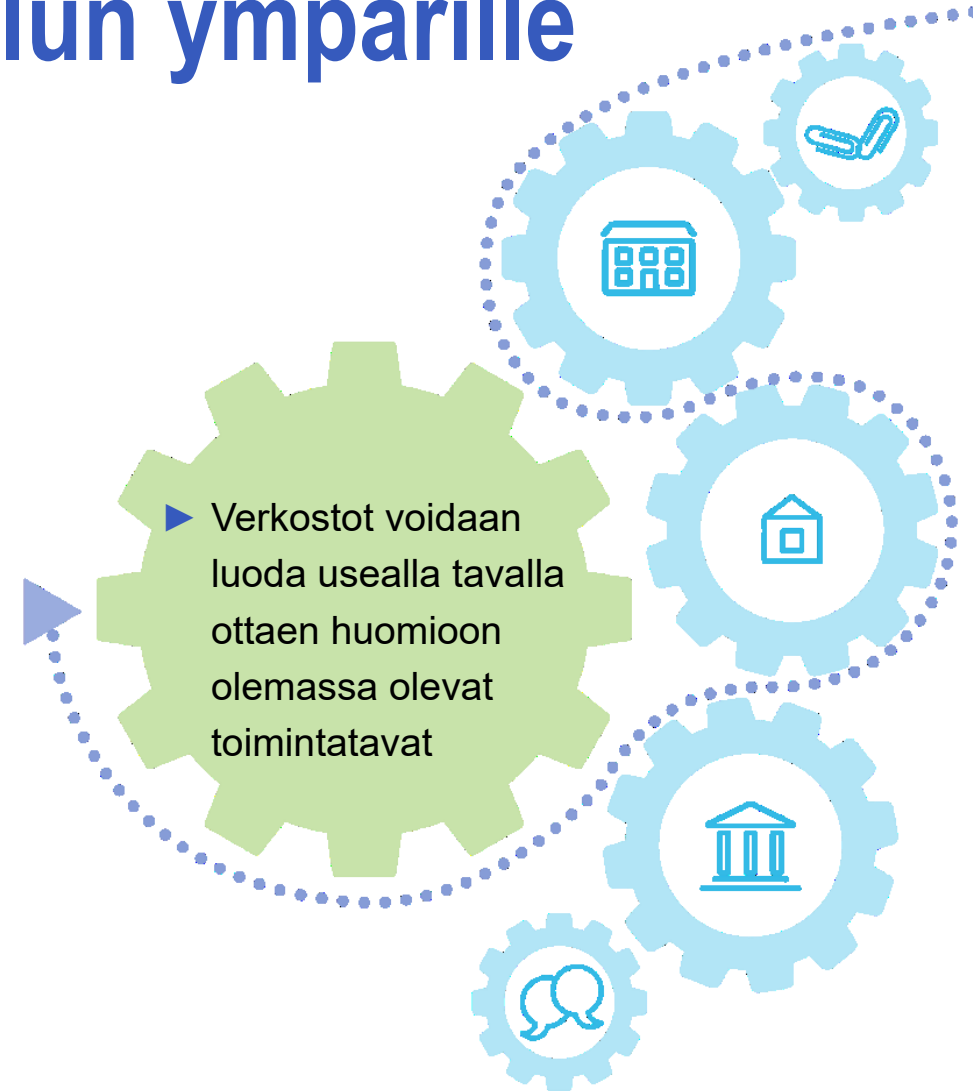 lun ympärille
► Verkostot voidaan
luoda usealla tavalla
ottaen huomioon
olemassa olevat
toimintatavat